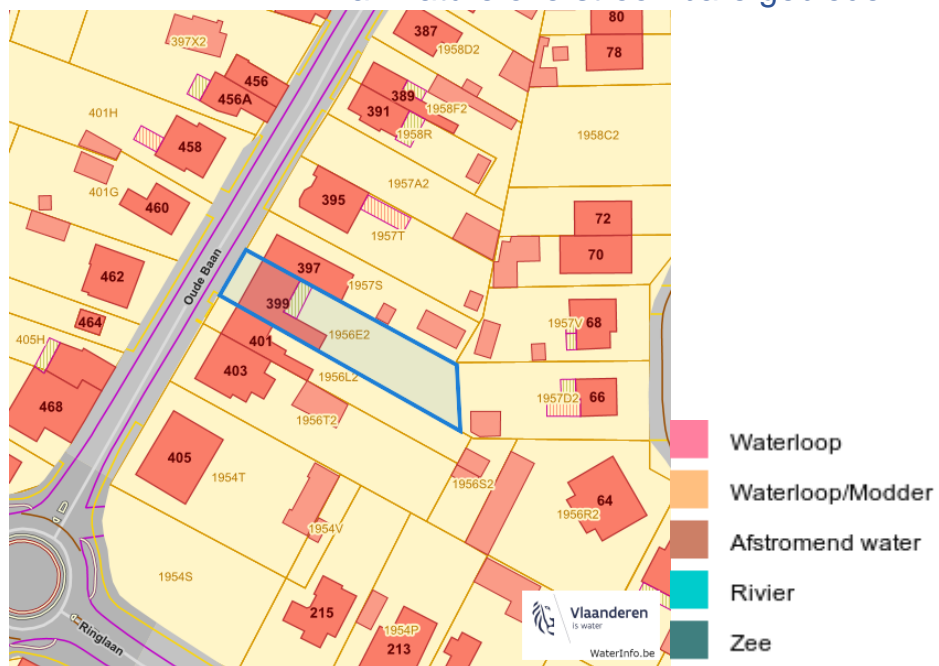 80
387
78
397X2
1958D2
456
389
456A
391
1958F2
401H
1958R
1958C2
458
1957A2
401G
395
460
72
1957T
70
462
Oude Baan
397
1957S
399
464
1957V
68
1956E2
405H
401
403
1956L2
66
1957D2
468
1956T2
405
1954T
1956S2
64
1956R2
1954V
1954S
215
1954P
213
Ringlaan
Vlaanderen
is water
WaterInfo.be
Waterloop
Waterloop/Modder
Afstromend water
Rivier
Zee